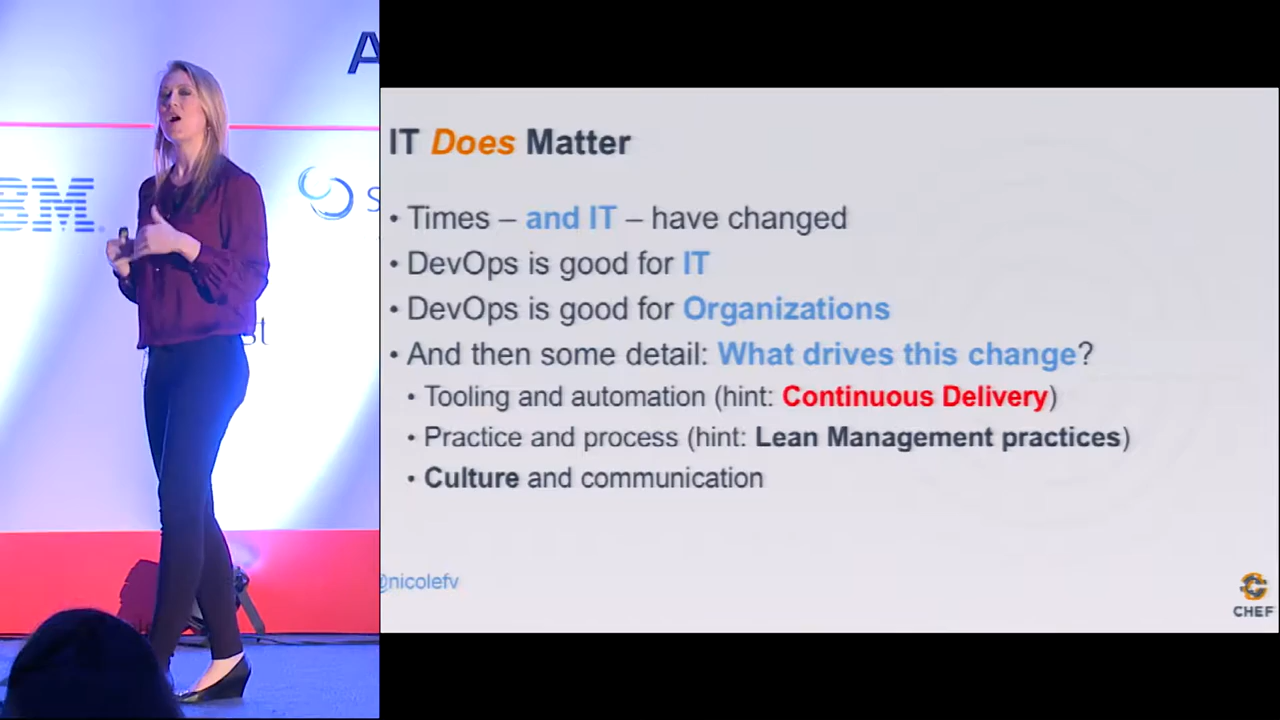 A
BM
S
st
IT Does Matter
• Times – and IT – have changed
• DevOps is good for IT
• DevOps is good for Organizations
• And then some detail: What drives this change?
• Tooling and automation (hint: Continuous Delivery)
• Practice and process (hint: Lean Management practices)
• Culture and communication
@nicolefv
CHEF